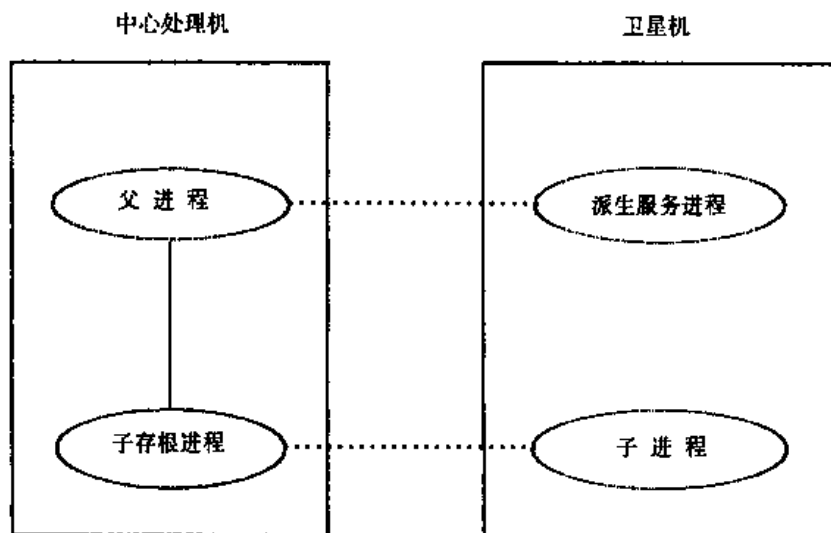 中心处理机
卫星机
父 进 程
派生服务进程
子存根进程
子 进 程